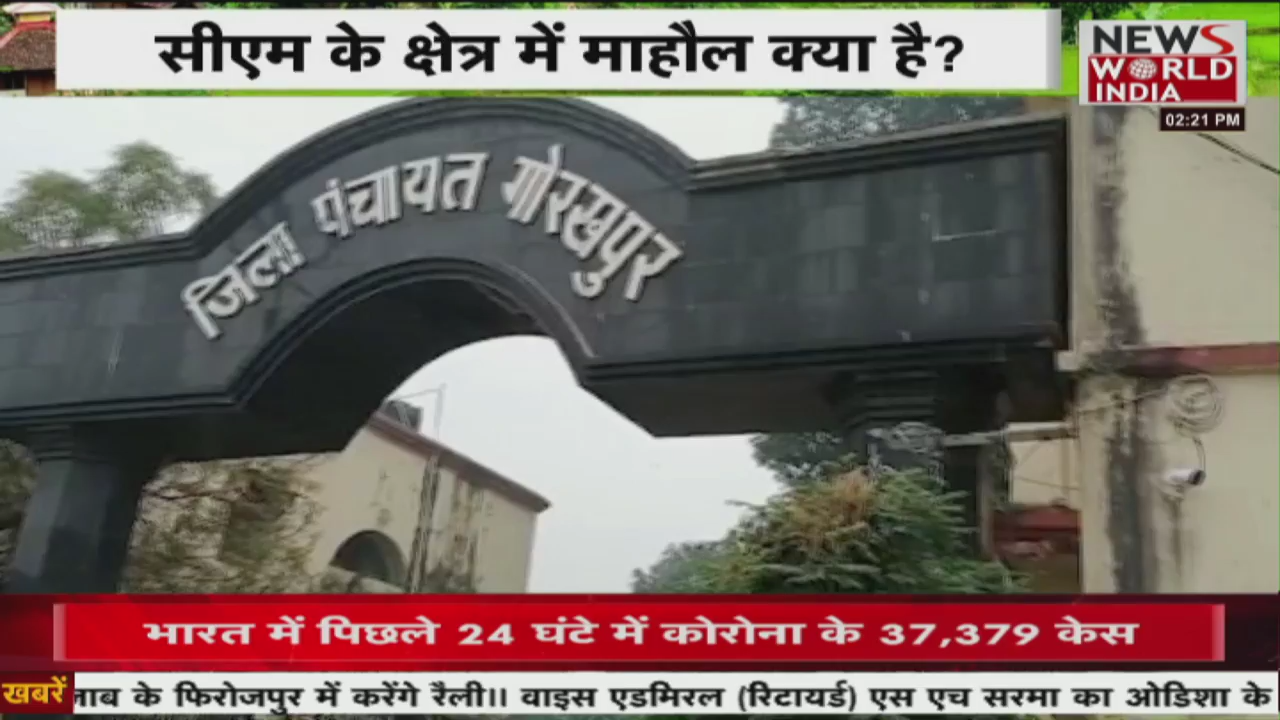 सीएम के क्षेत्र में माहौल क्या है?
NEWS
WORLD
INDIA
02:21 PM
जिला पंचायत गोरखपुर
भारत में पिछले 24 घंटे में कोरोना के 37,379 केस
खबरें
के फिरोजपुर में करेंगे रैली।। वाइस एडमिरल (रिटायर्ड) एस एच सरमा का ओडिशा के